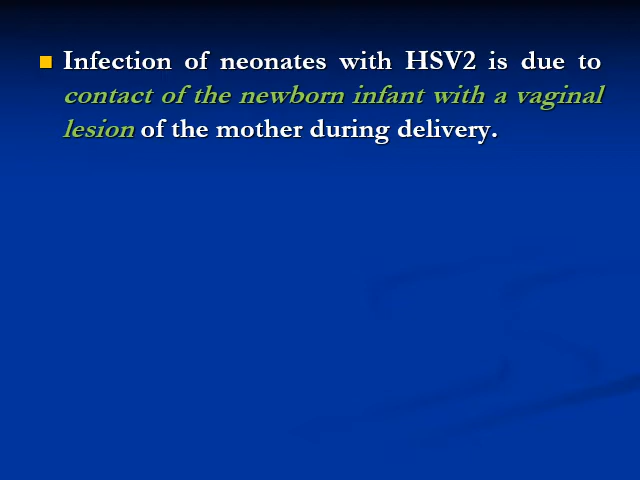 Infection of neonates with HSV2 is due to
contact of the newborn infant with a vaginal
lesion of the mother during delivery.